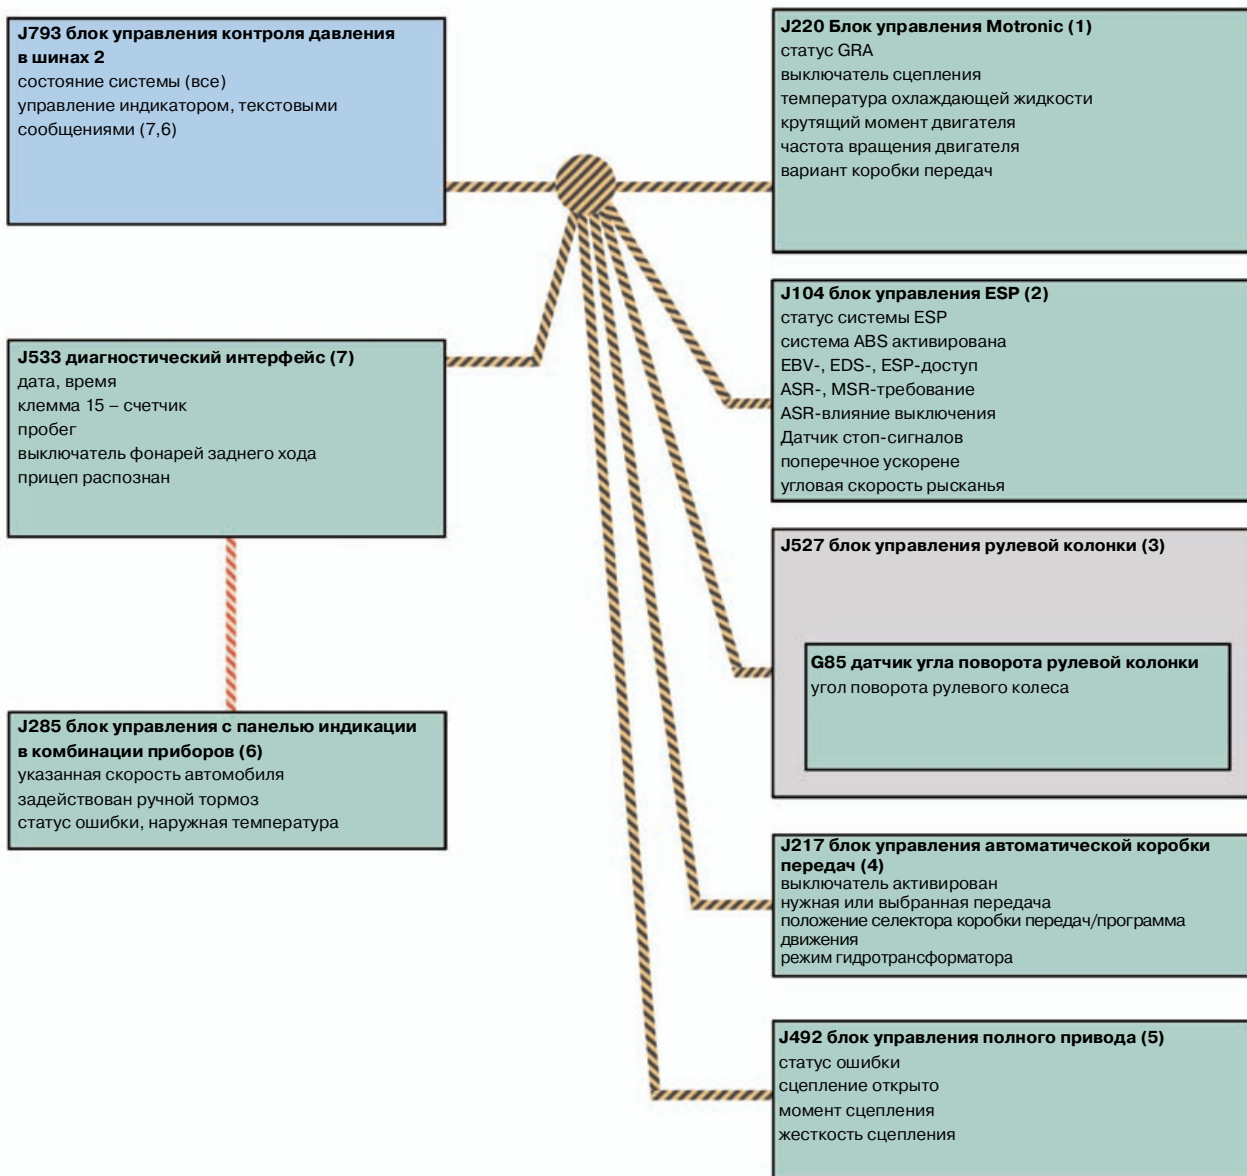 J793 блок управления контроля давления
в шинах 2
состояние системы (все)
управление индикатором, текстовыми
сообщениями (7,6)
J533 диагностический интерфейс (7)
дата, время
клемма 15 – счетчик
пробег
выключатель фонарей заднего хода
прицеп распознан
J285 блок управления с панелью индикации
в комбинации приборов (6)
указанная скорость автомобиля
задействован ручной тормоз
статус ошибки, наружная температура
J220 Блок управления Motronic (1)
статус GRA
выключатель сцепления
температура охлаждающей жидкости
крутящий момент двигателя
частота вращения двигателя
вариант коробки передач
J104 блок управления ESP (2)
статус системы ESP
система ABS активирована
EBV-, EDS-, ESP-доступ
ASR-, MSR-требование
ASR-влияние выключения
Датчик стоп-сигналов
поперечное ускорене
угловая скорость рысканья
J527 блок управления рулевой колонки (3)
G85 датчик угла поворота рулевой колонки
угол поворота рулевого колеса
J217 блок управления автоматической коробки
передач (4)
выключатель активирован
нужная или выбранная передача
положение селектора коробки передач/программа
движения
режим гидротрансформатора
J492 блок управления полного привода (5)
статус ошибки
сцепление открыто
момент сцепления
жесткость сцепления